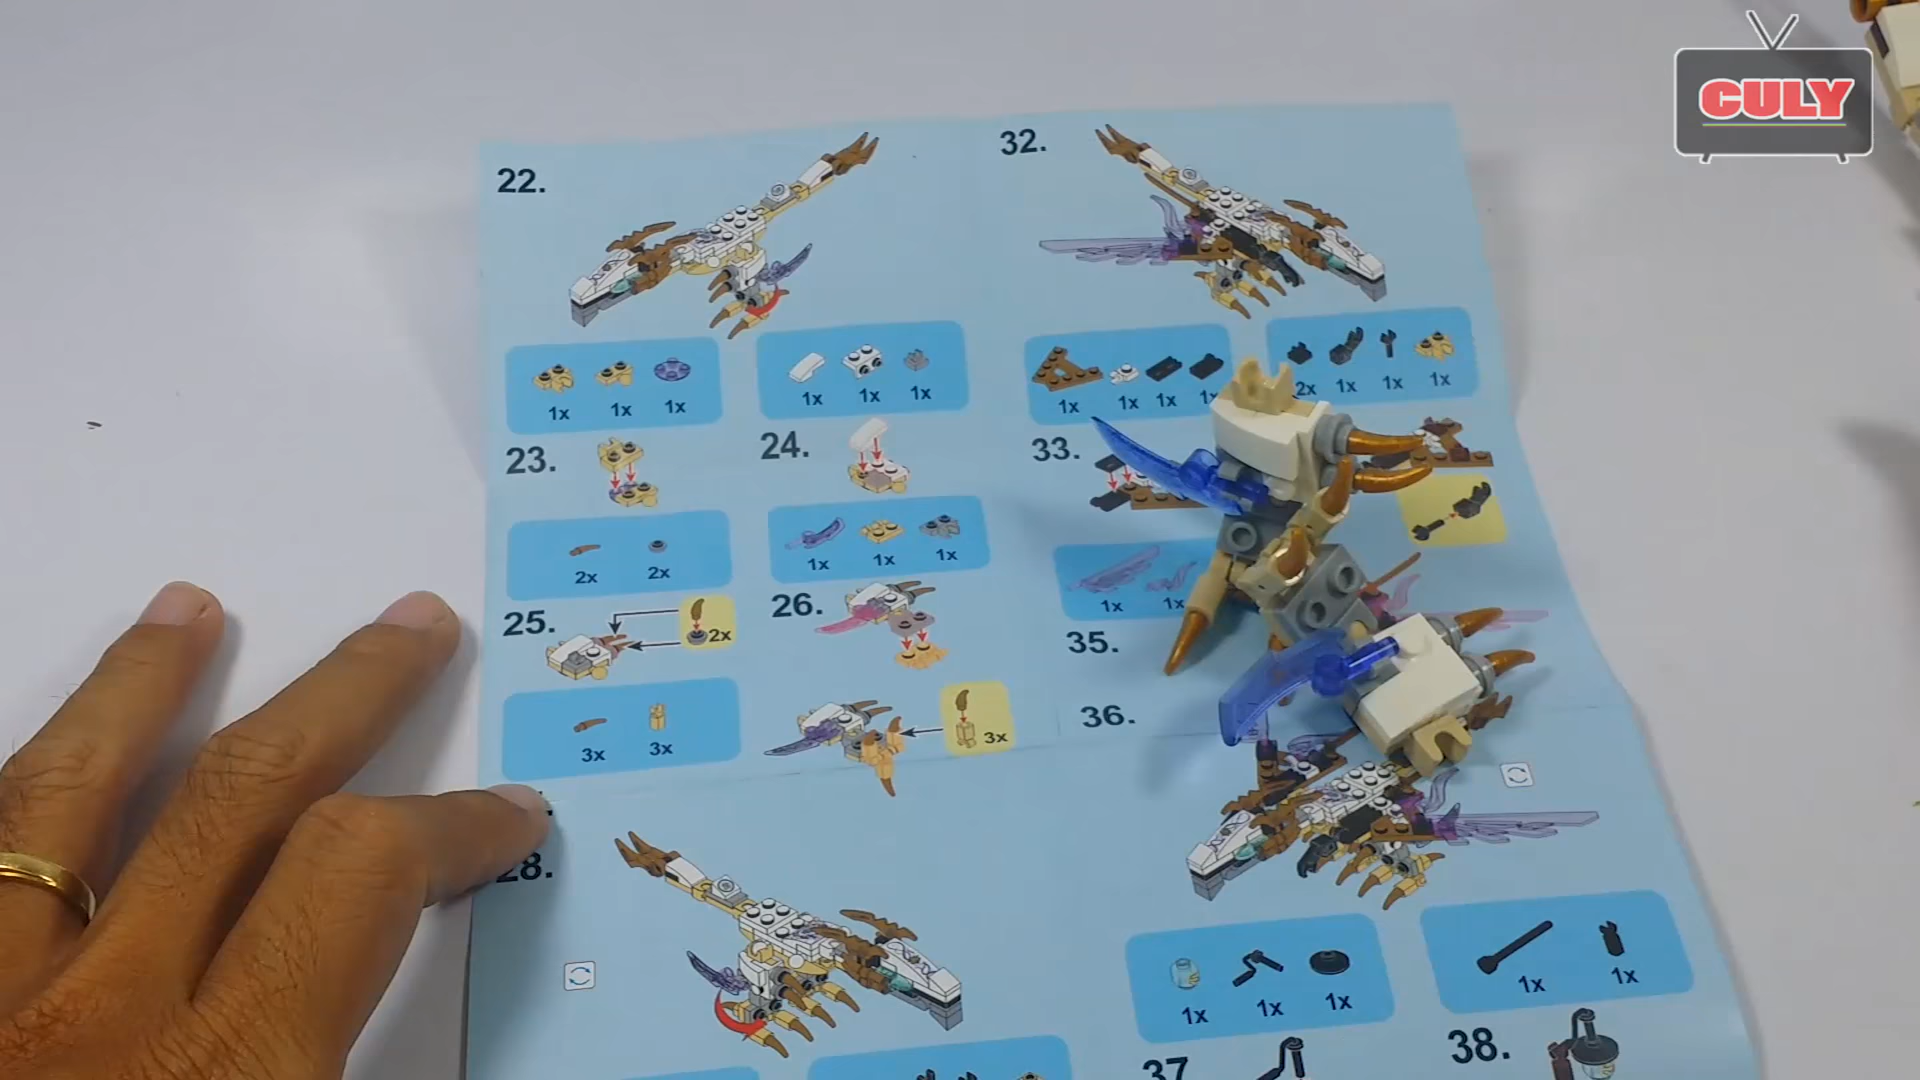 CULY
22.
1x 1x 1x
1x 1x 1x
23.
24.
2x 2x
1x 1x 1x
25.
2x
26.
3x 3x
3x
28.
32.
1x 1x 1x
2x 1x 1x 1x
33.
1x 1x
35.
36.
1x 1x 1x
1x 1x
37
38.